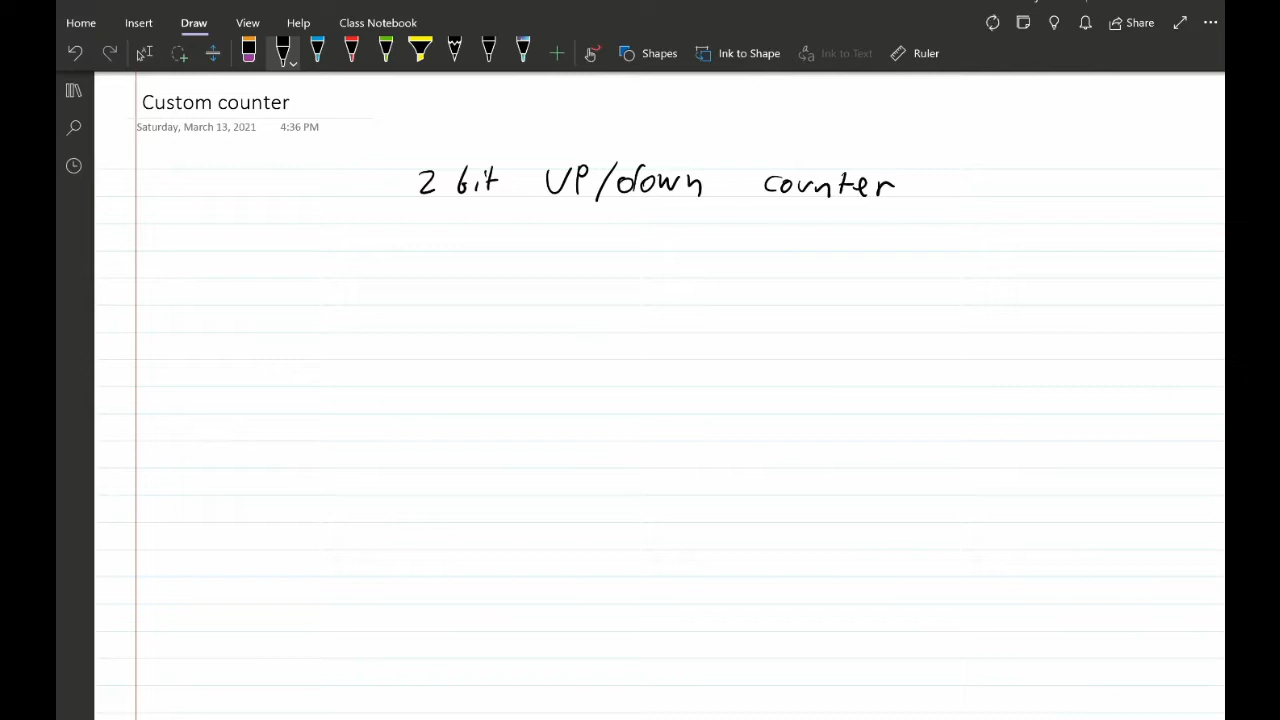 Home Insert Draw View Help Class Notebook Share
Shapes Ink to Shape Ink to Text Ruler
Custom counter
Saturday, March 13, 2021 4:36 PM
2 bit UP/down counter